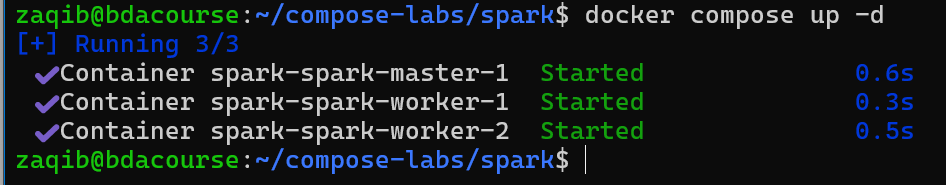 zaqib@bdacourse:~/compose-labs/spark$ docker compose up -d
[+] Running 3/3
✔Container spark-spark-master-1  Started  0.6s
✔Container spark-spark-worker-1  Started  0.3s
✔Container spark-spark-worker-2  Started  0.5s
zaqib@bdacourse:~/compose-labs/spark$